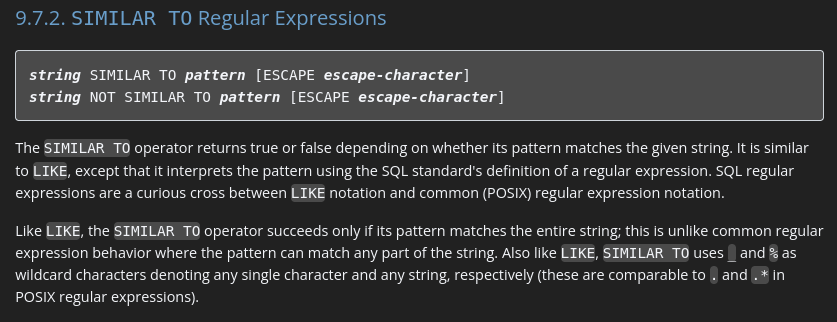 9.7.2. SIMILAR TO Regular Expressions
string SIMILAR TO pattern [ESCAPE escape-character]
string NOT SIMILAR TO pattern [ESCAPE escape-character]
The SIMILAR TO operator returns true or false depending on whether its pattern matches the given string. It is similar
to LIKE, except that it interprets the pattern using the SQL standard's definition of a regular expression. SQL regular
expressions are a curious cross between LIKE notation and common (POSIX) regular expression notation.
Like LIKE, the SIMILAR TO operator succeeds only if its pattern matches the entire string; this is unlike common regular
expression behavior where the pattern can match any part of the string. Also like LIKE, SIMILAR TO uses _ and % as
wildcard characters denoting any single character and any string, respectively (these are comparable to . and .* in
POSIX regular expressions).